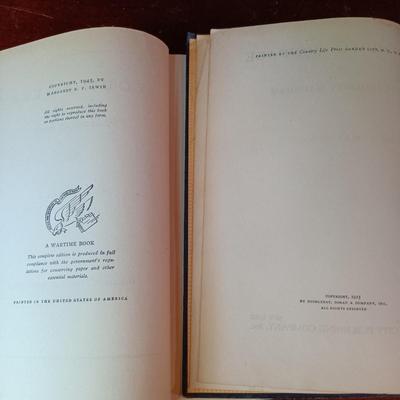 COPYRIGHT, 1945, BY
MARGARET E. F. IRWIN
All rights reserved, including
the right to reproduce this book
or portions thereof in any form.
A WARTIME BOOK
This complete edition is produced in full
compliance with the government's regu-
lations for conserving paper and other
essential materials.
PRINTED IN THE UNITED STATES OF AMERICA
PRINTED AT THE Country Life Press GARDEN CITY, N. Y., U.
COPYRIGHT, 1925
BY DOUBLEDAY, DORAN & COMPANY, INC.
ALL RIGHTS RESERVED